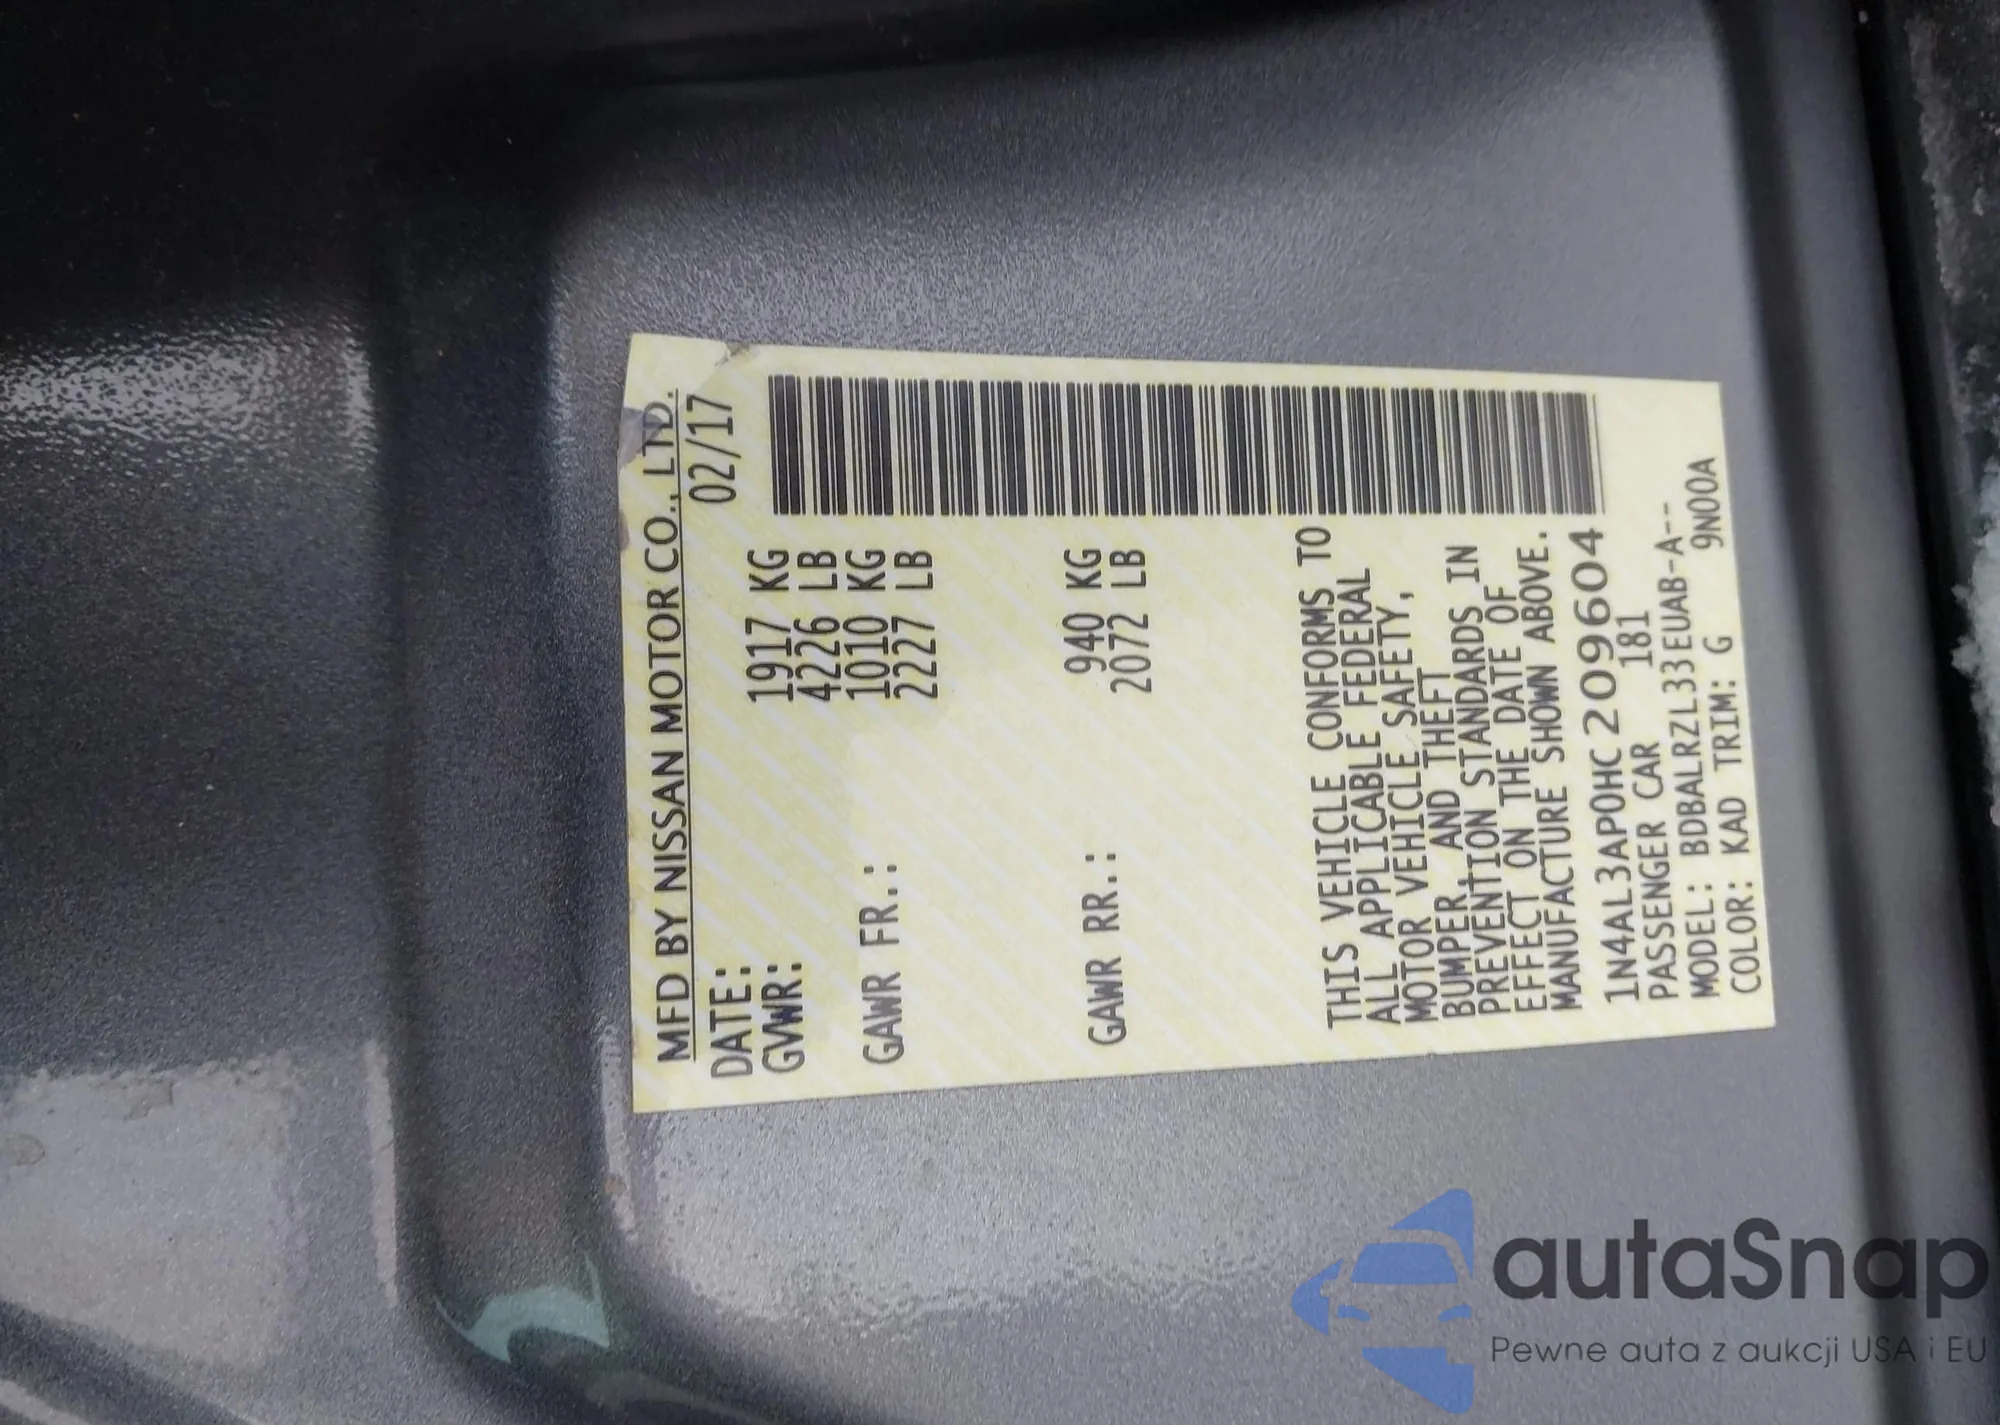 MFD BY NISSAN MOTOR CO., LTD.
DATE: 02/17
GVWR: 1917 KG
4226 LB
GAWR FR.: 1010 KG
2227 LB
GAWR RR.: 940 KG
2072 LB
THIS VEHICLE CONFORMS TO
ALL APPLICABLE FEDERAL
MOTOR VEHICLE SAFETY,
BUMPER, AND THEFT
PREVENTION STANDARDS IN
EFFECT ON THE DATE OF
MANUFACTURE SHOWN ABOVE.
1N4AL3AP0HC209604
PASSENGER CAR 181
MODEL: BDBALRZL33EUAB-A--
COLOR: KAD TRIM: G 9N00A
autaSnap
Pewne auta z aukcji USA i EU